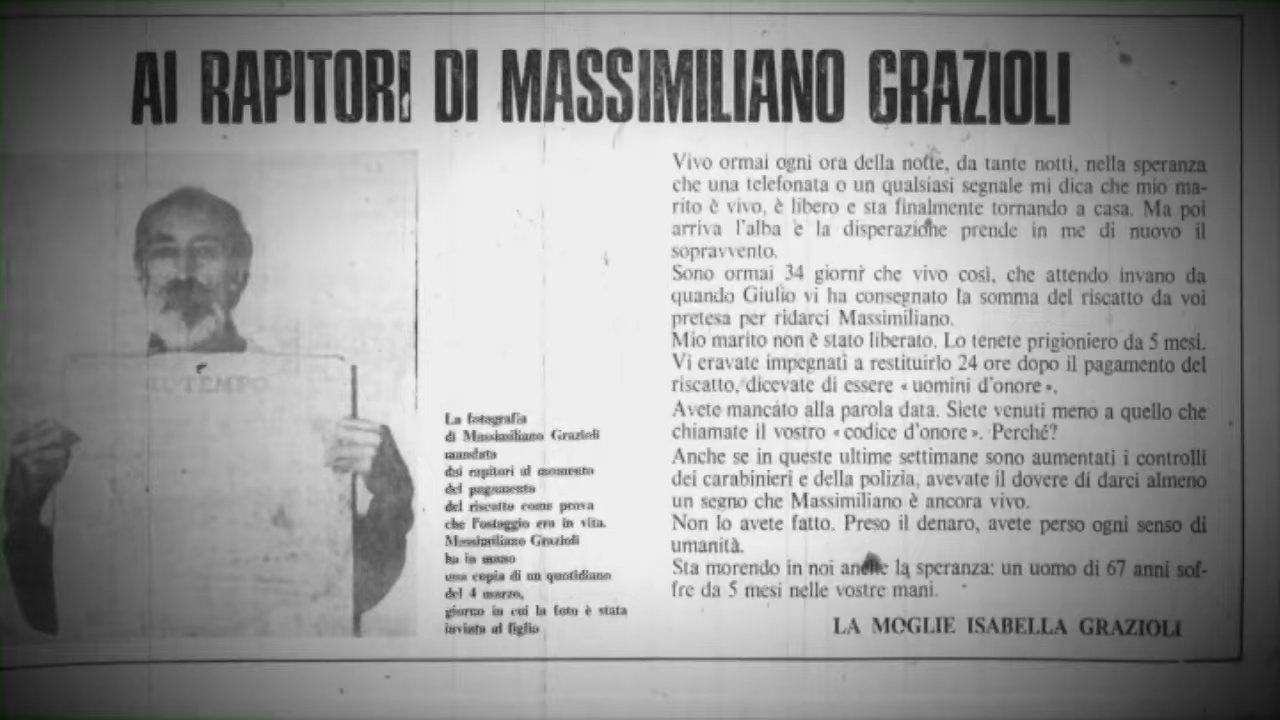 AI RAPITORI DI MASSIMILIANO GRAZIOLI
IL TEMPO
La fotografia
di Massimiliano Grazioli
mandata
dai rapitori al momento
del pagamento
del riscatto come prova
che l'ostaggio era in vita.
Massimiliano Grazioli
ha in mano
una copia di un quotidiano
del 4 marzo,
giorno in cui la foto è stata
inviata al figlio
Vivo ormai ogni ora della notte, da tante notti, nella speranza
che una telefonata o un qualsiasi segnale mi dica che mio ma-
rito è vivo, è libero e sta finalmente tornando a casa. Ma poi
arriva l'alba e la disperazione prende in me di nuovo il
sopravvento.
Sono ormai 34 giorni che vivo così, che attendo invano da
quando Giulio vi ha consegnato la somma del riscatto da voi
pretesa per ridarci Massimiliano.
Mio marito non è stato liberato. Lo tenete prigioniero da 5 mesi.
Vi eravate impegnati a restituirlo 24 ore dopo il pagamento del
riscatto, dicevate di essere « uomini d'onore ».
Avete mancato alla parola data. Siete venuti meno a quello che
chiamate il vostro « codice d'onore ». Perché?
Anche se in queste ultime settimane sono aumentati i controlli
dei carabinieri e della polizia, avevate il dovere di darci almeno
un segno che Massimiliano è ancora vivo.
Non lo avete fatto. Preso il denaro, avete perso ogni senso di
umanità.
Sta morendo in noi anche la speranza: un uomo di 67 anni sof-
fre da 5 mesi nelle vostre mani.
LA MOGLIE ISABELLA GRAZIOLI